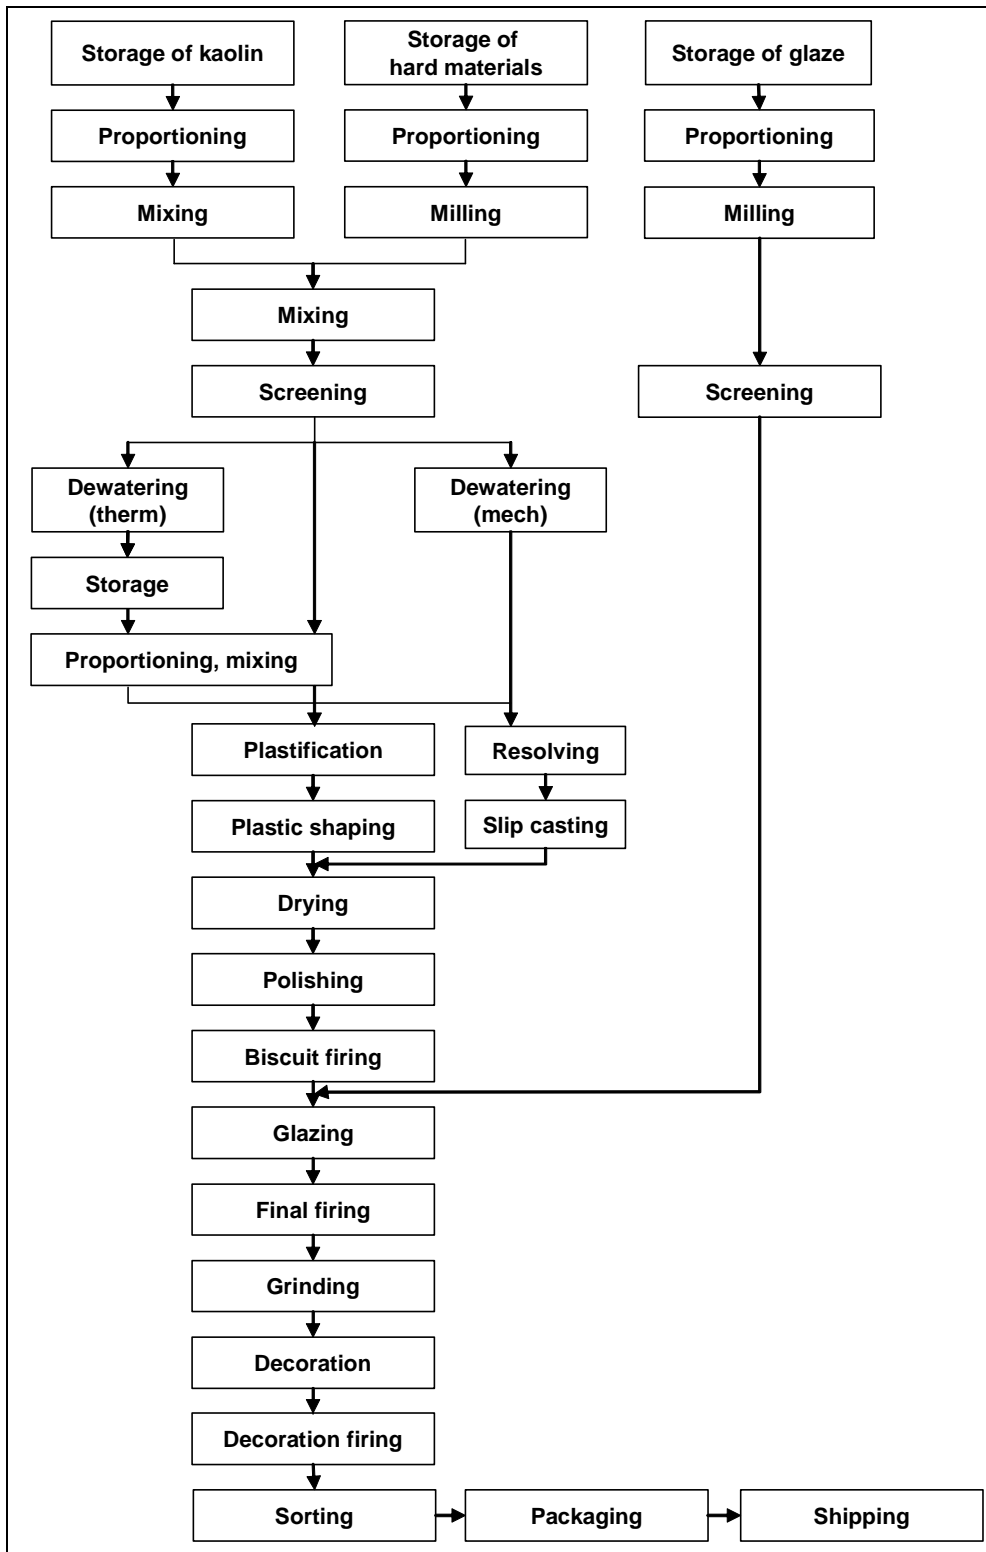 Storage of kaolin
Storage of
hard materials
Storage of glaze
Proportioning
Proportioning
Proportioning
Mixing
Milling
Milling
Mixing
Screening
Screening
Dewatering
(therm)
Dewatering
(mech)
Storage
Proportioning, mixing
Plastification
Resolving
Plastic shaping
Slip casting
Drying
Polishing
Biscuit firing
Glazing
Final firing
Grinding
Decoration
Decoration firing
Sorting
Packaging
Shipping